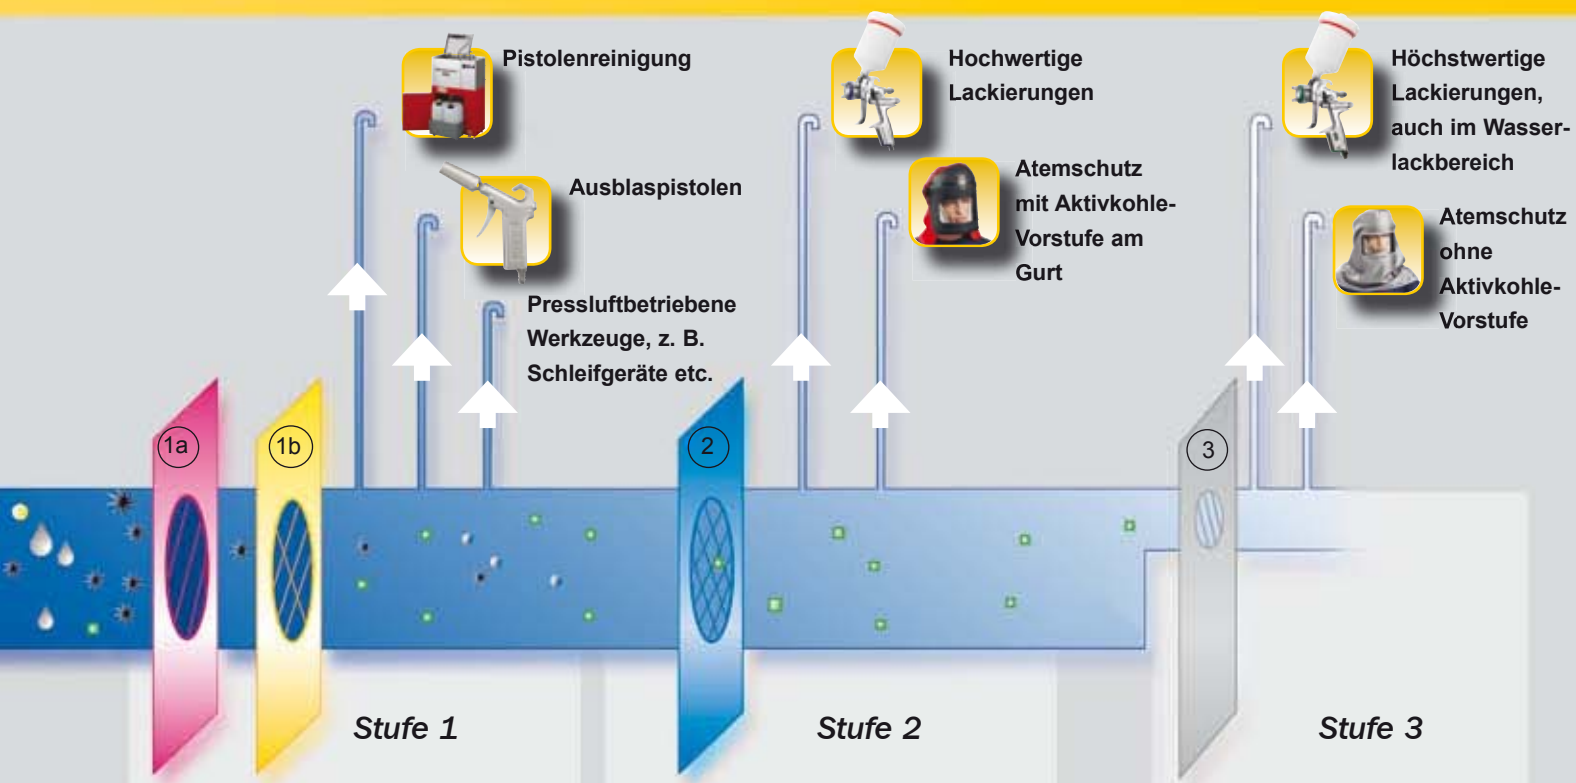 Pistolenreinigung
Ausblaspistolen
Pressluftbetriebene
Werkzeuge, z. B.
Schleifgeräte etc.
Hochwertige
Lackierungen
Atemschutz
mit Aktivkohle-
Vorstufe am
Gurt
Höchstwertige
Lackierungen,
auch im Wasser-
lackbereich
Atemschutz
ohne
Aktivkohle-
Vorstufe
1a
1b
2
3
Stufe 1
Stufe 2
Stufe 3